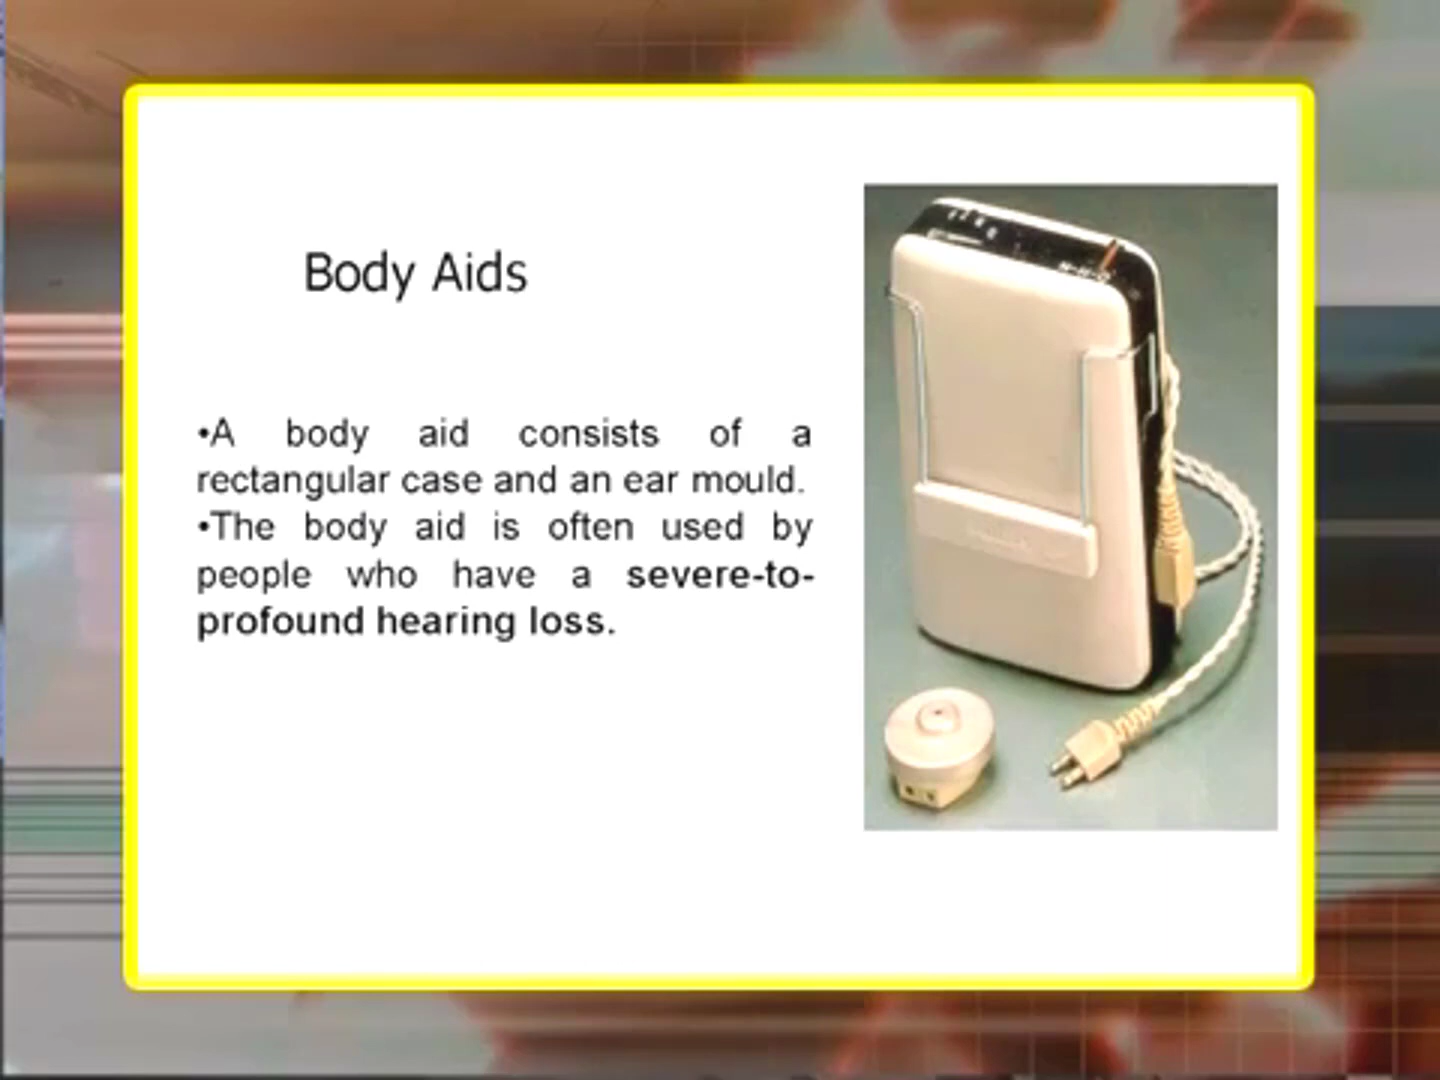 Body Aids
•A body aid consists of a
rectangular case and an ear mould.
•The body aid is often used by
people who have a severe-to-
profound hearing loss.